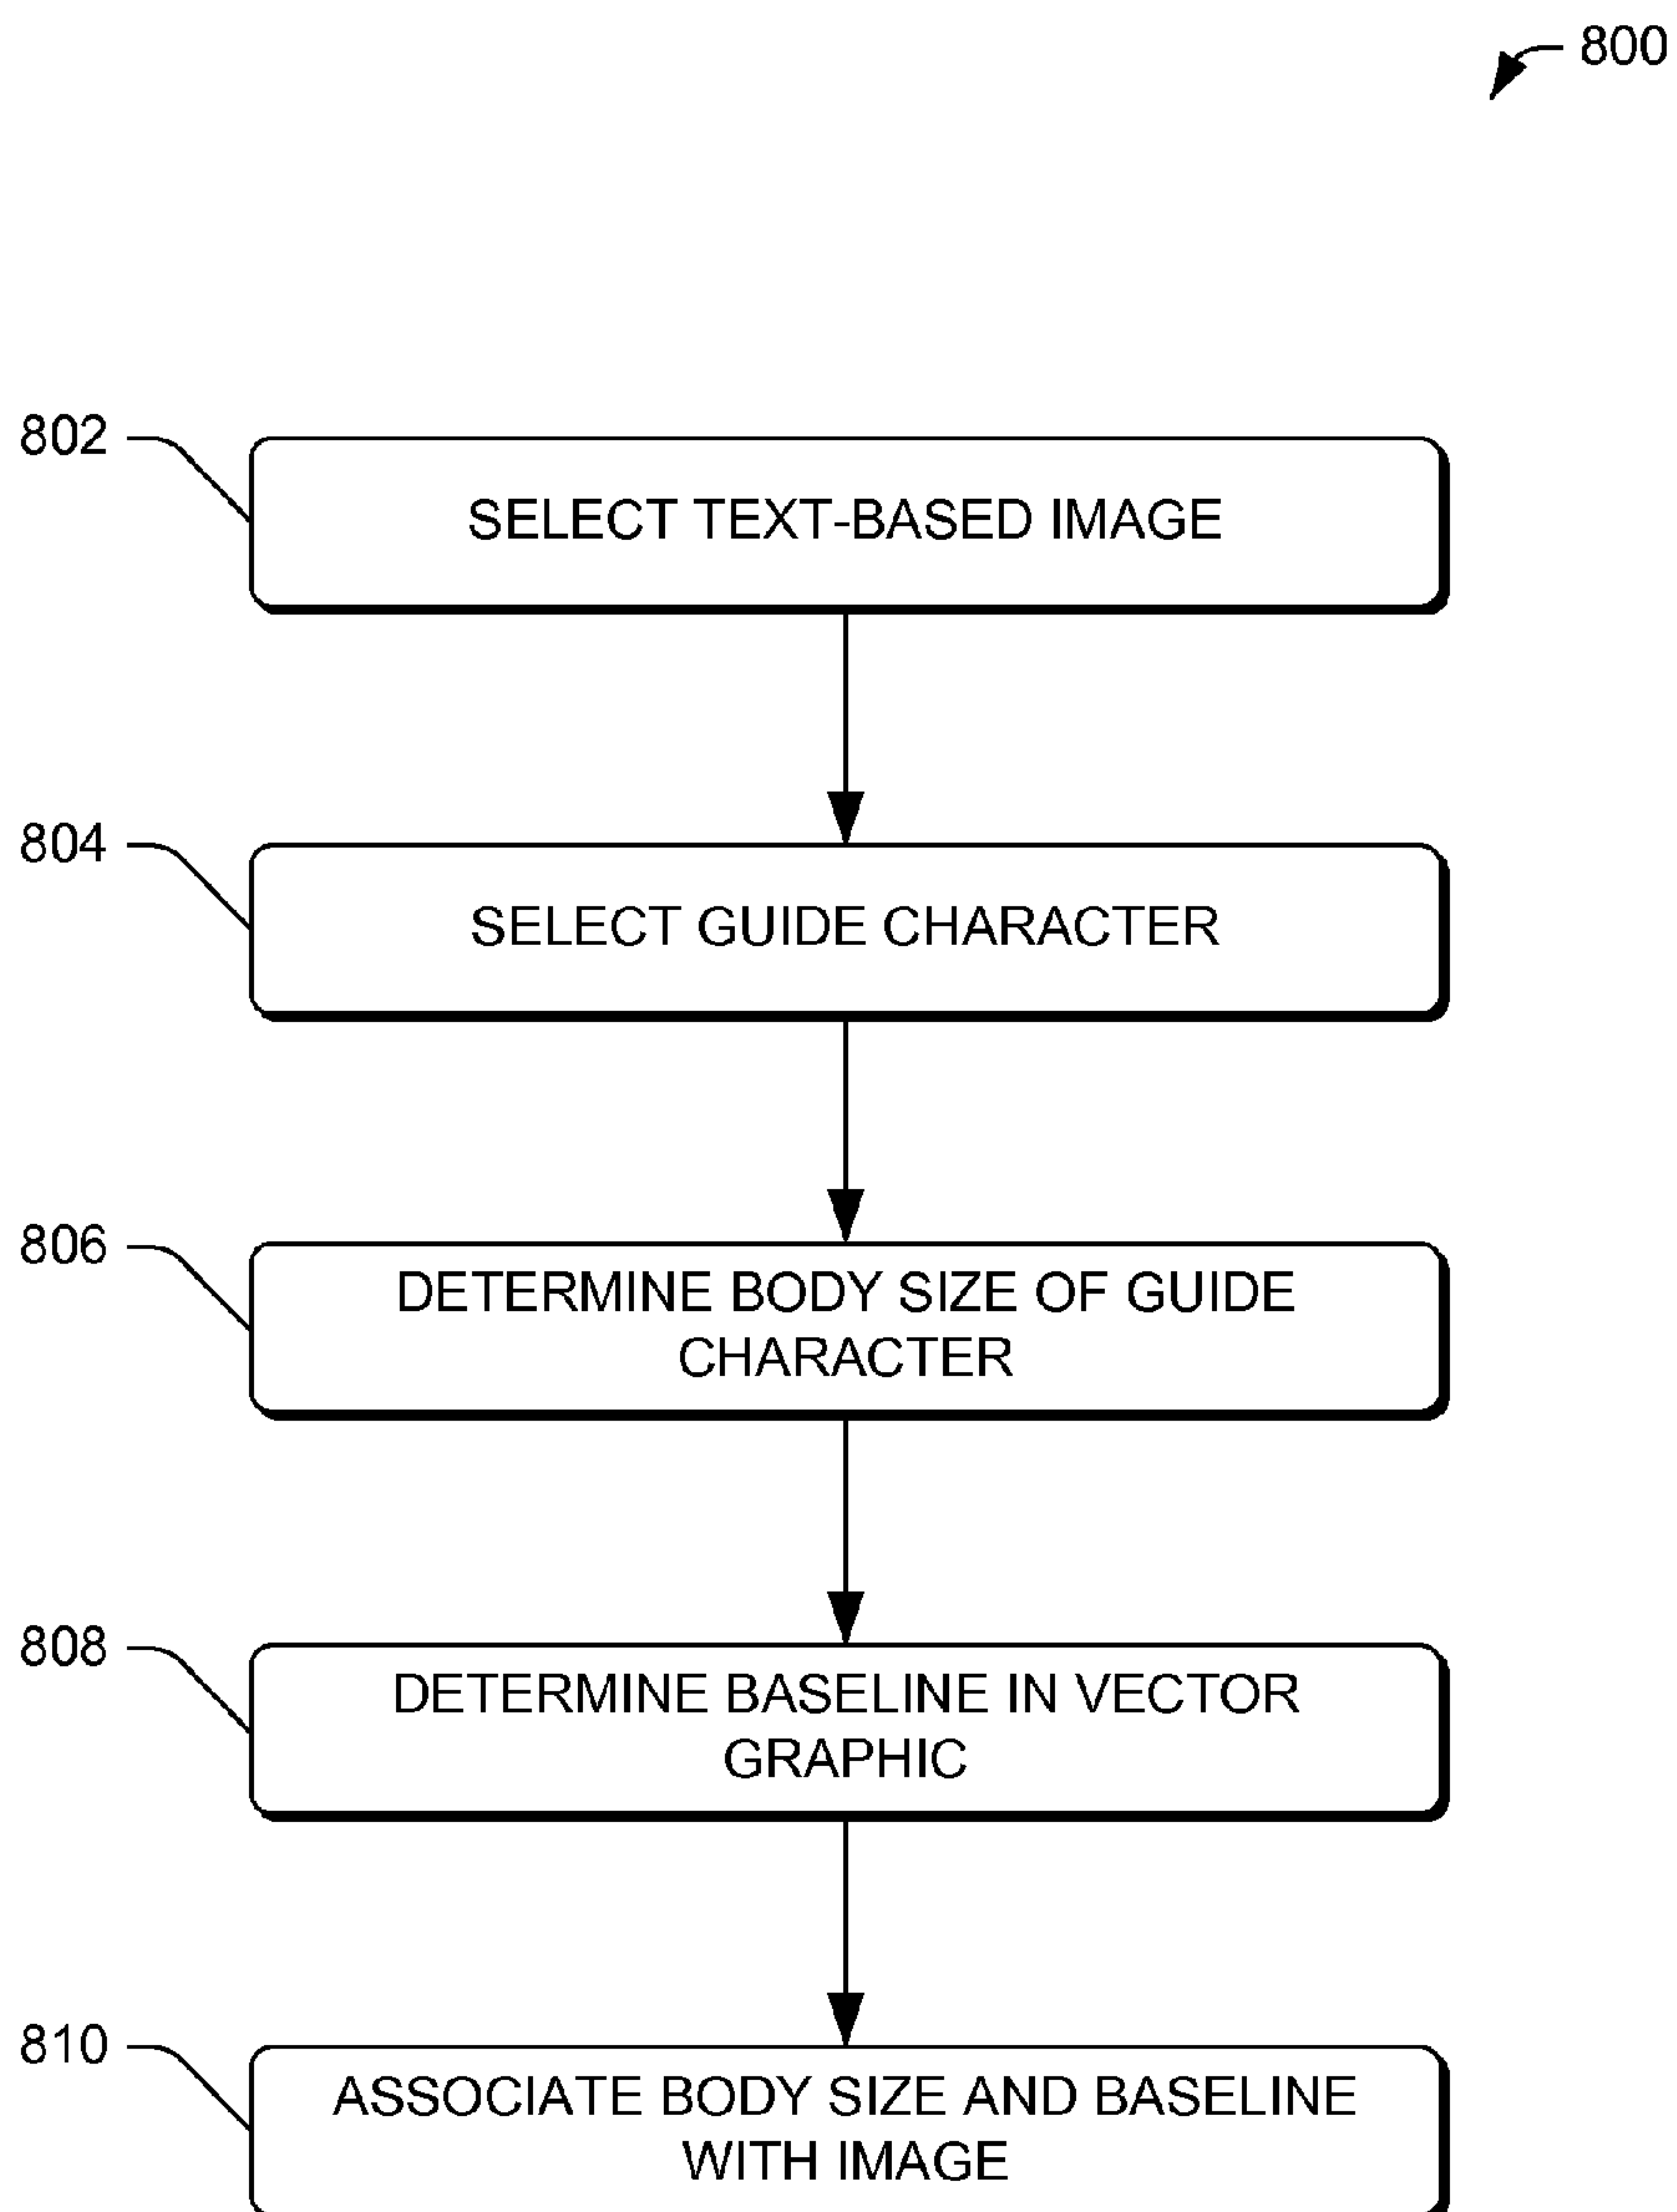 800
802
SELECT TEXT-BASED IMAGE
804
SELECT GUIDE CHARACTER
806
DETERMINE BODY SIZE OF GUIDE
CHARACTER
808
DETERMINE BASELINE IN VECTOR
GRAPHIC
810
ASSOCIATE BODY SIZE AND BASELINE
WITH IMAGE